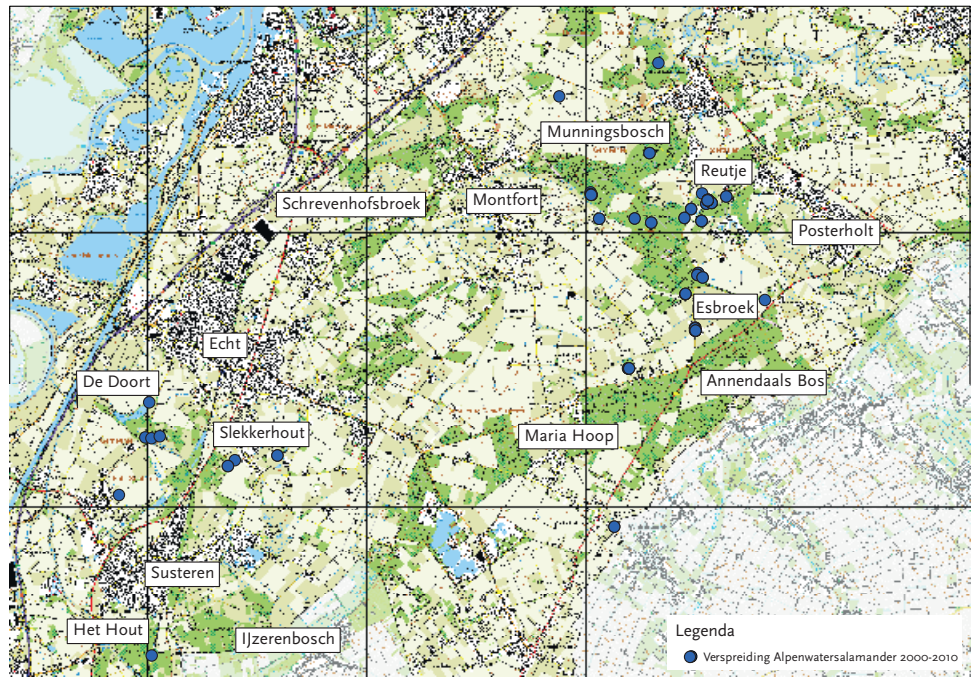 Munningsbosch
Reutje
Schrevenhofsbroek
Montfort
Posterholt
Esbroek
Echt
De Doort
Annendaals Bos
Slekkerhout
Maria Hoop
Susteren
Het Hout
IJzerenbosch
Legenda
Verspreiding Alpenwatersalamander 2000-2010